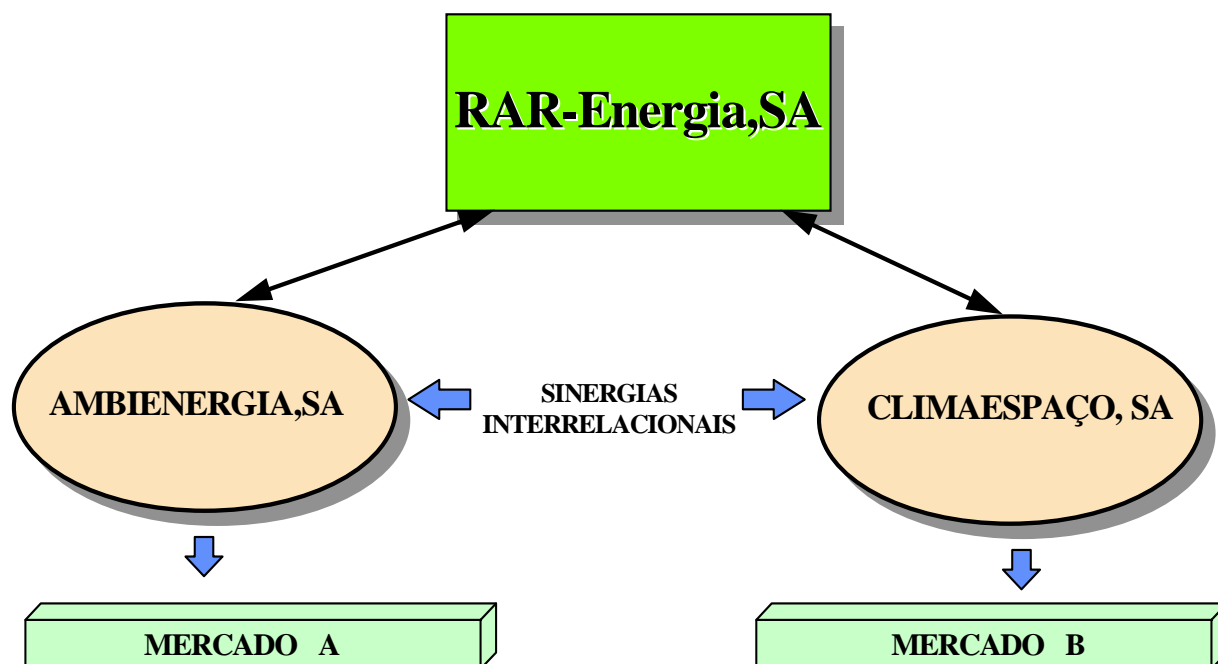 RAR-Energia,SA
AMBIENERGIA,SA
SINERGIAS
INTERRELACIONAIS
CLIMAESPAÇO, SA
MERCADO A
MERCADO B